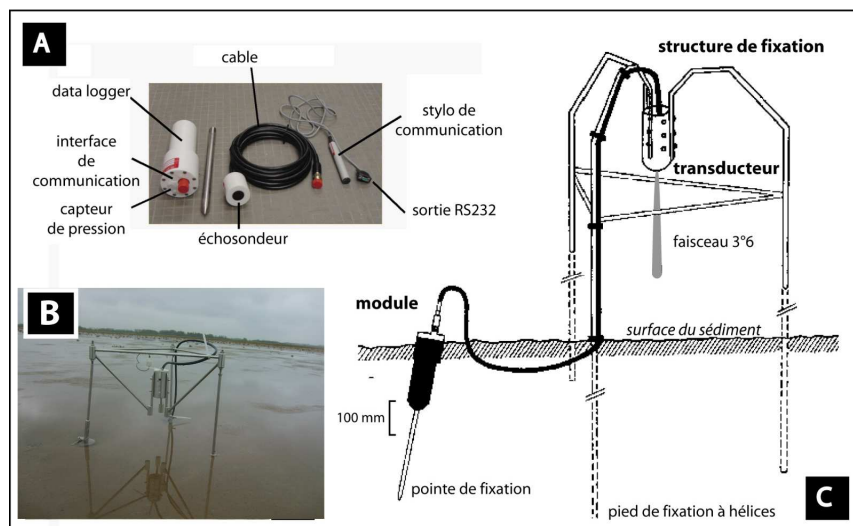 A
cable
data logger
stylo de
communication
interface
de
communication
capteur
de pression
sortie RS232
échosondeur
B
structure de fixation
transducteur
faisceau 3°6
module
surface du sédiment
100 mm
pointe de fixation
pied de fixation à hélices
C